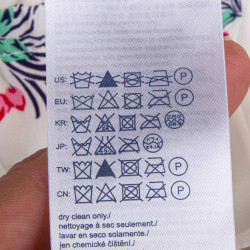 US: P
EU: P
KR:
JP:
TW: P
CN: P
dry clean only./
nettoyage à sec seulement./
lavar en seco solamente./
jen chemické čištění./